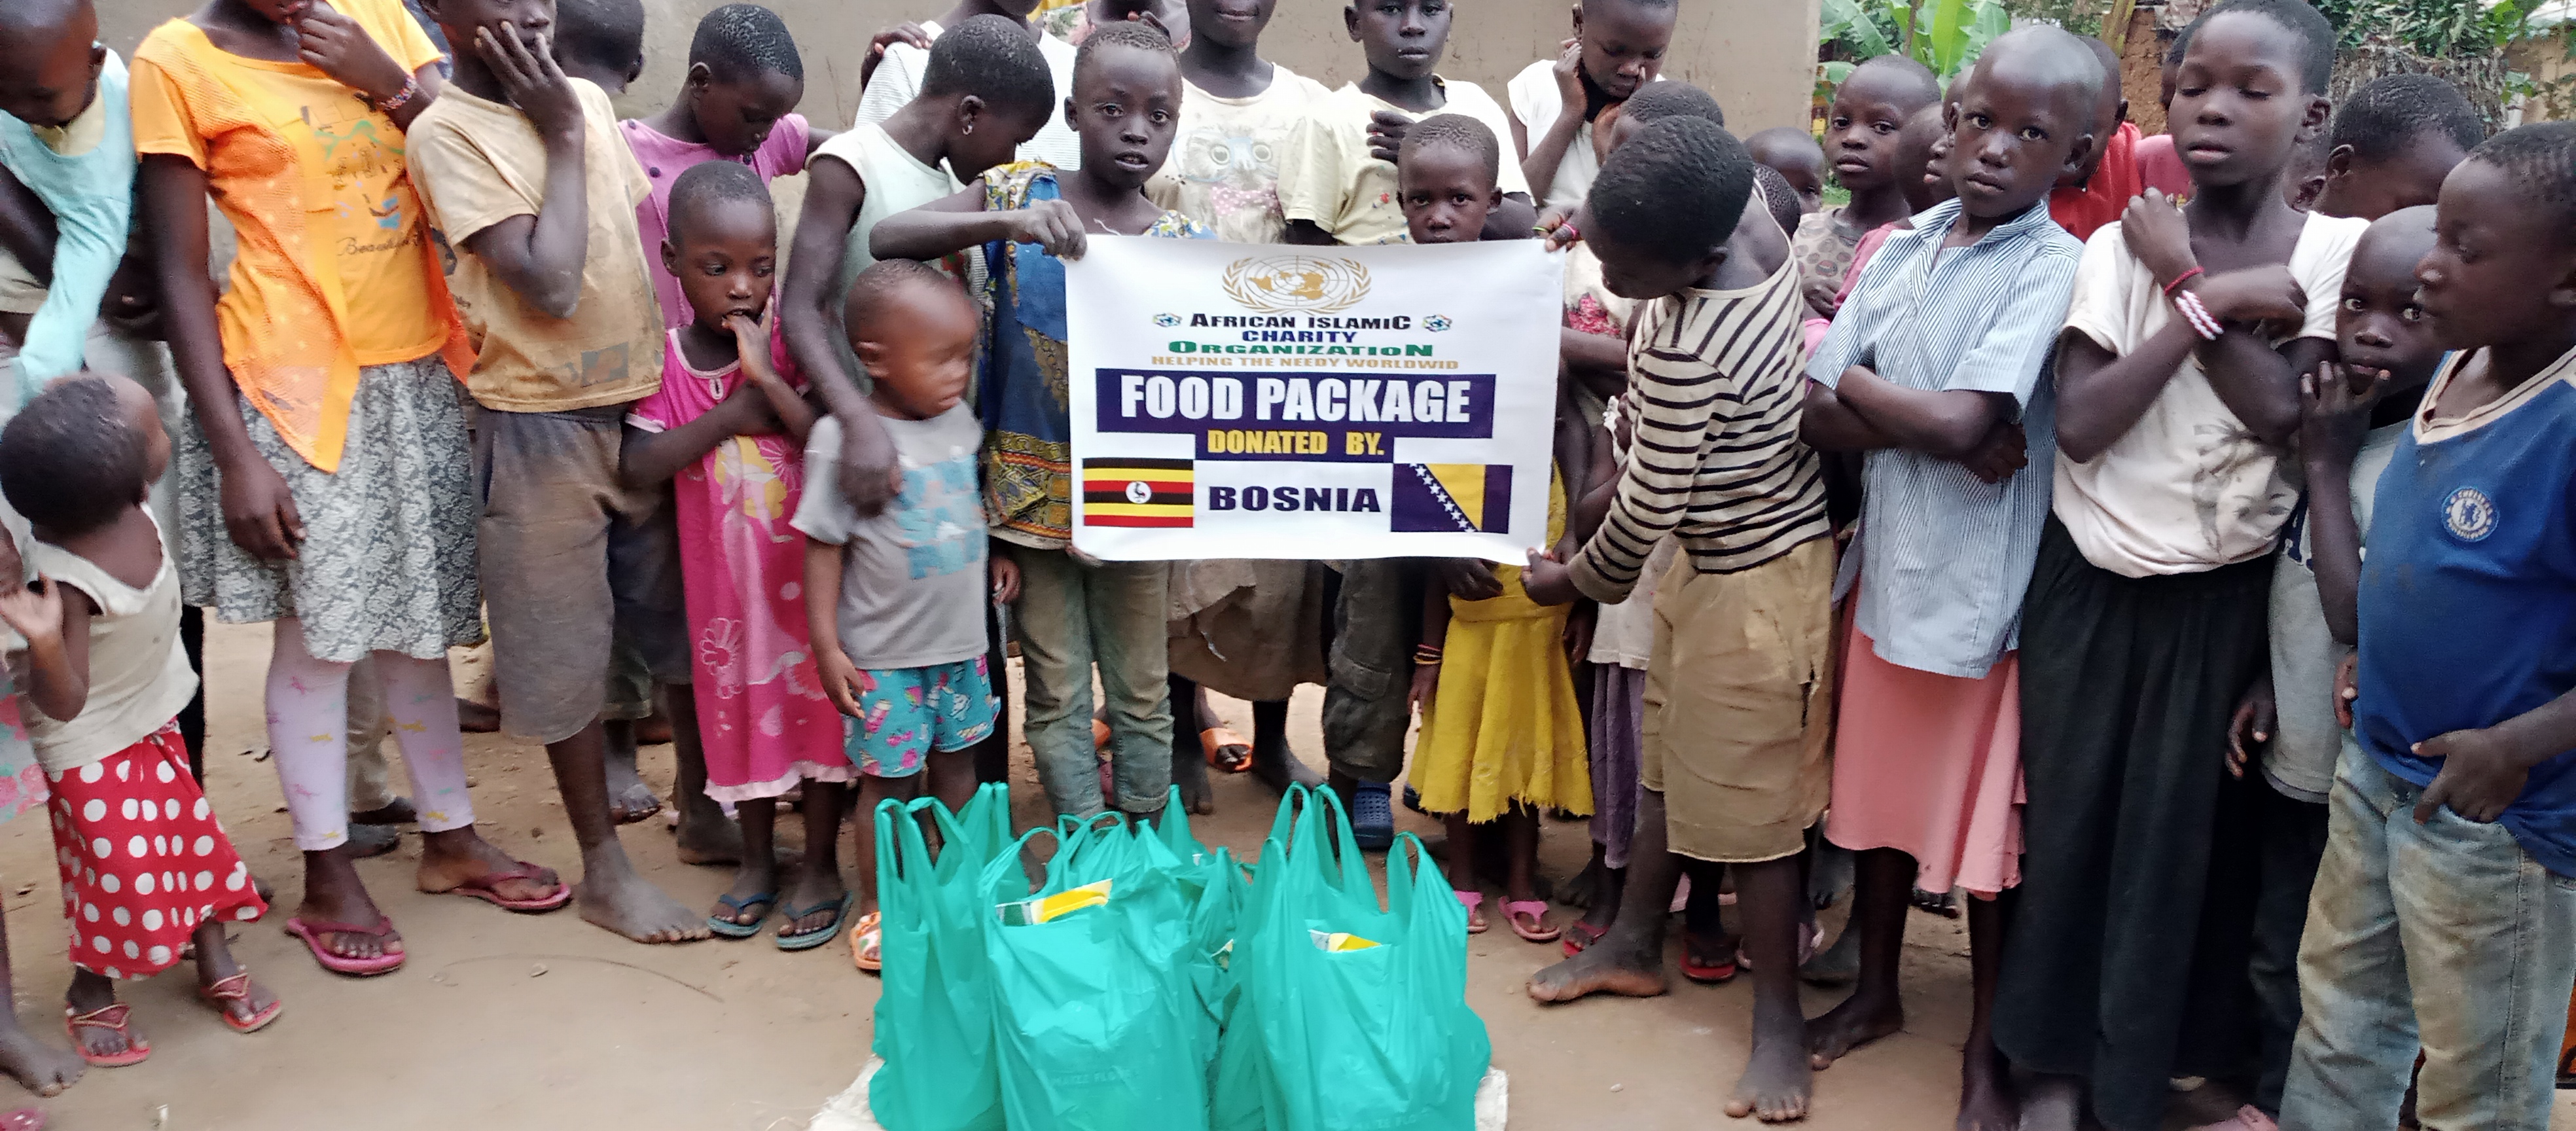 AFRICAN ISLAMIC
CHARITY
ORGANIZATION
HELPING THE NEEDY WORLDWID
FOOD PACKAGE
DONATED BY.
BOSNIA